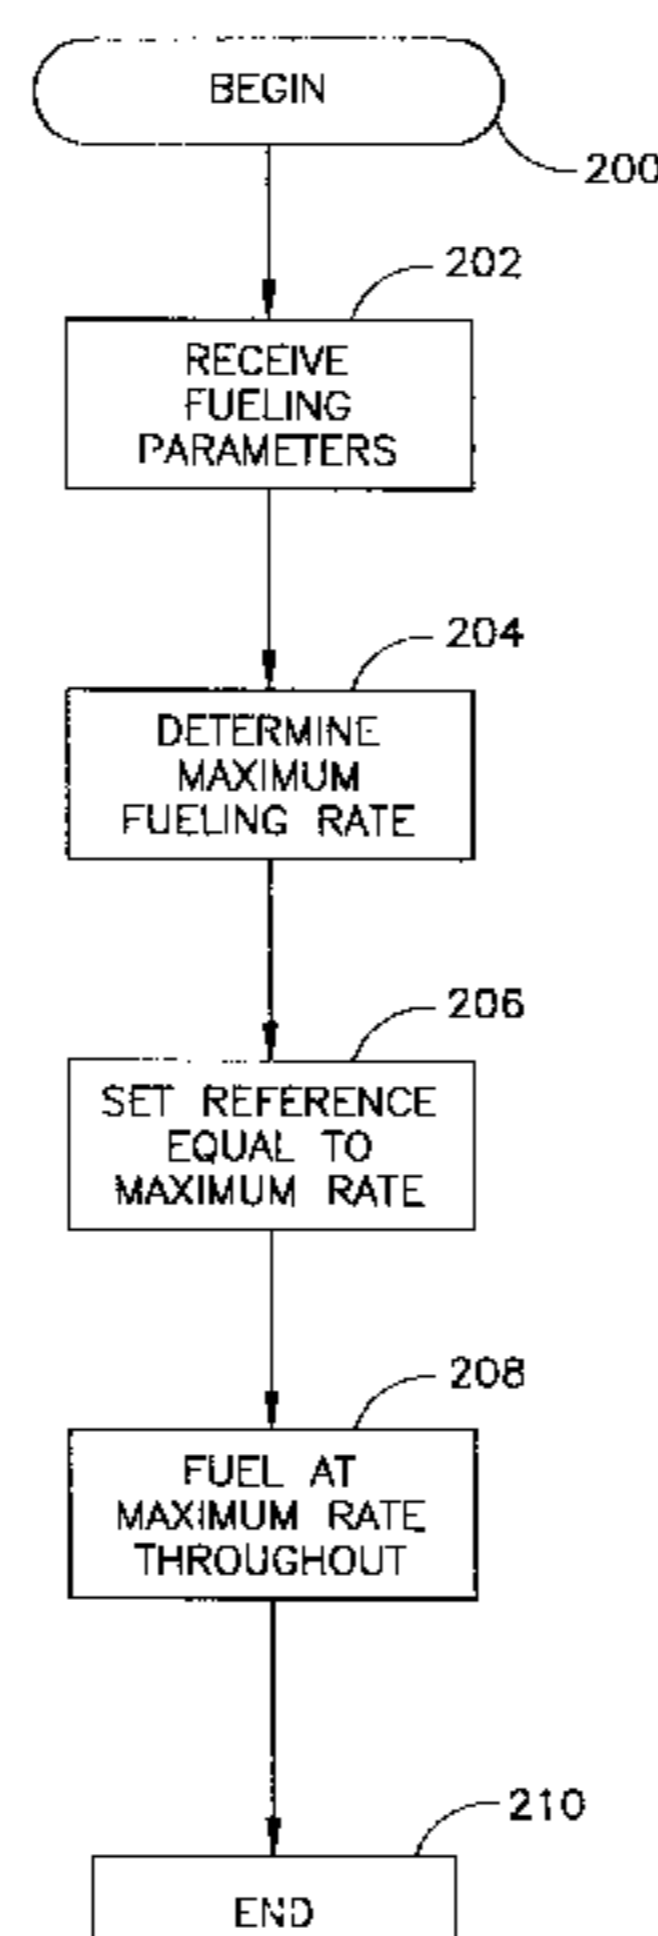 BEGIN
200
202
RECEIVE
FUELING
PARAMETERS
204
DETERMINE
MAXIMUM
FUELING RATE
206
SET REFERENCE
EQUAL TO
MAXIMUM RATE
208
FUEL AT
MAXIMUM RATE
THROUGHOUT
210
END